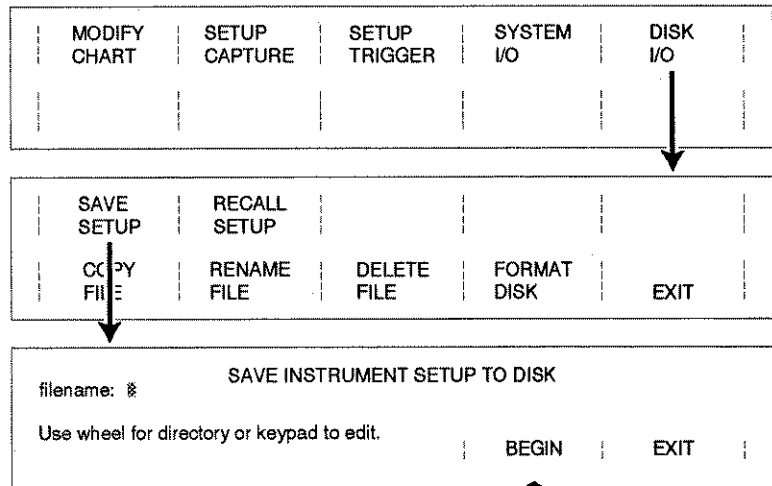 MODIFY SETUP SETUP SYSTEM DISK
CHART CAPTURE TRIGGER I/O I/O
SAVE RECALL
SETUP SETUP
COPY RENAME DELETE FORMAT
FILE FILE FILE DISK EXIT
SAVE INSTRUMENT SETUP TO DISK
filename:
Use wheel for directory or keypad to edit.
BEGIN EXIT